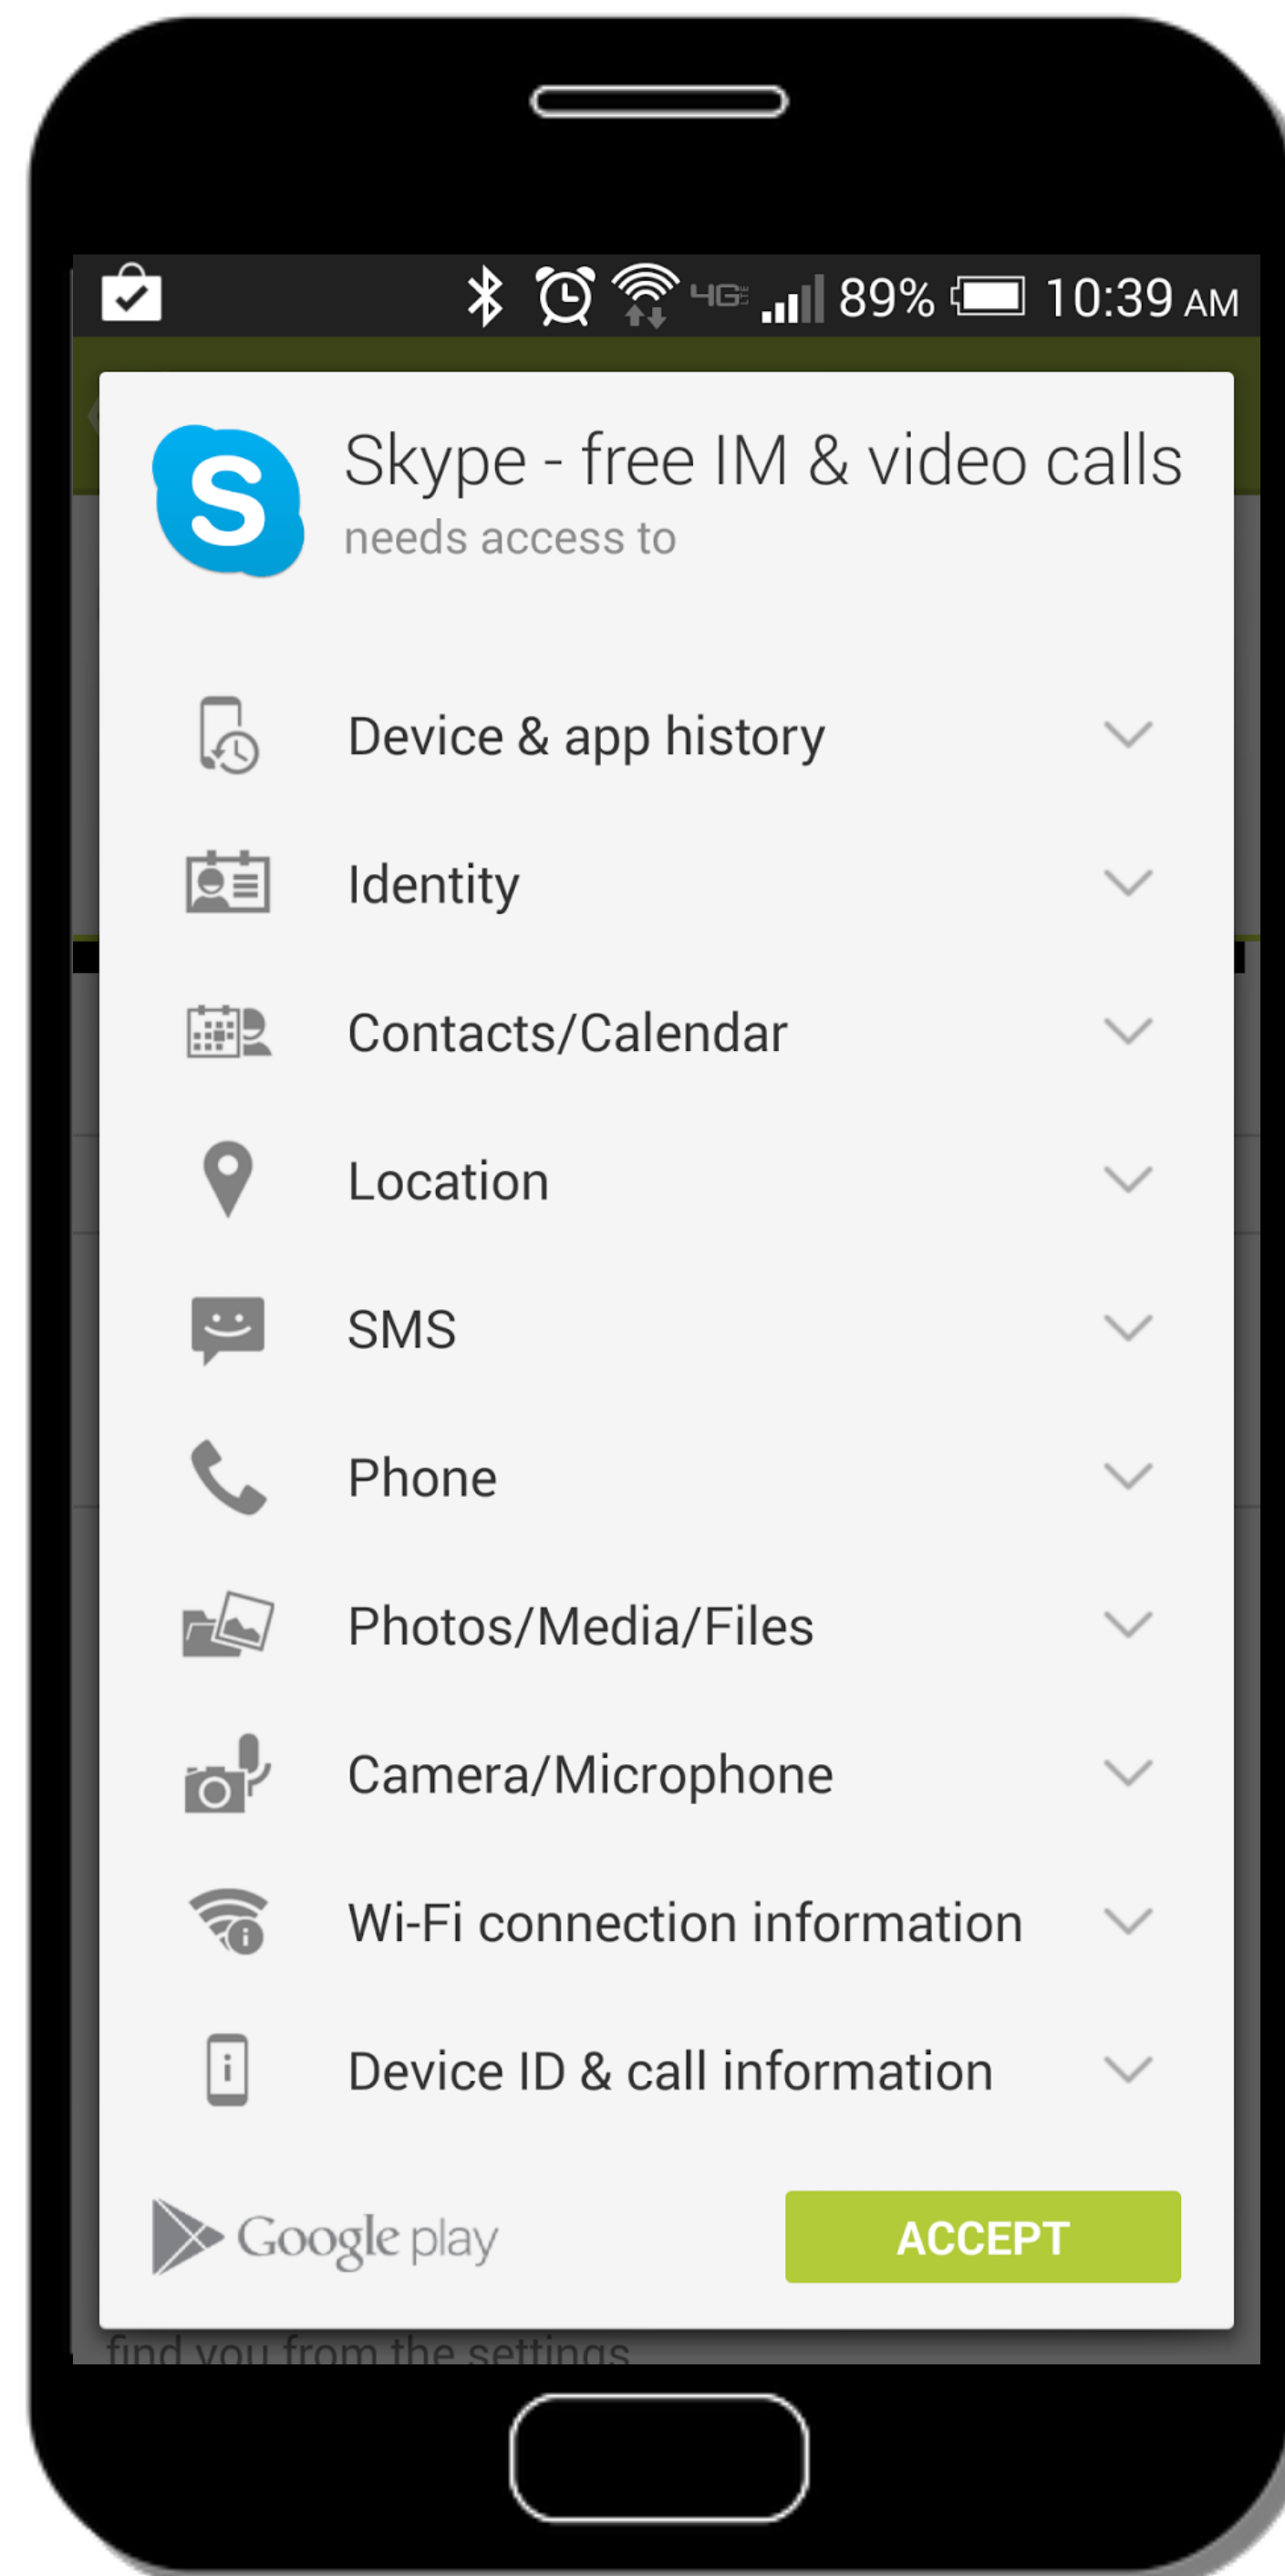 4G LTE 89% 10:39 AM
S
Skype - free IM & video calls
needs access to
Device & app history
Identity
Contacts/Calendar
Location
SMS
Phone
Photos/Media/Files
Camera/Microphone
Wi-Fi connection information
Device ID & call information
Google play
ACCEPT
find you from the settings